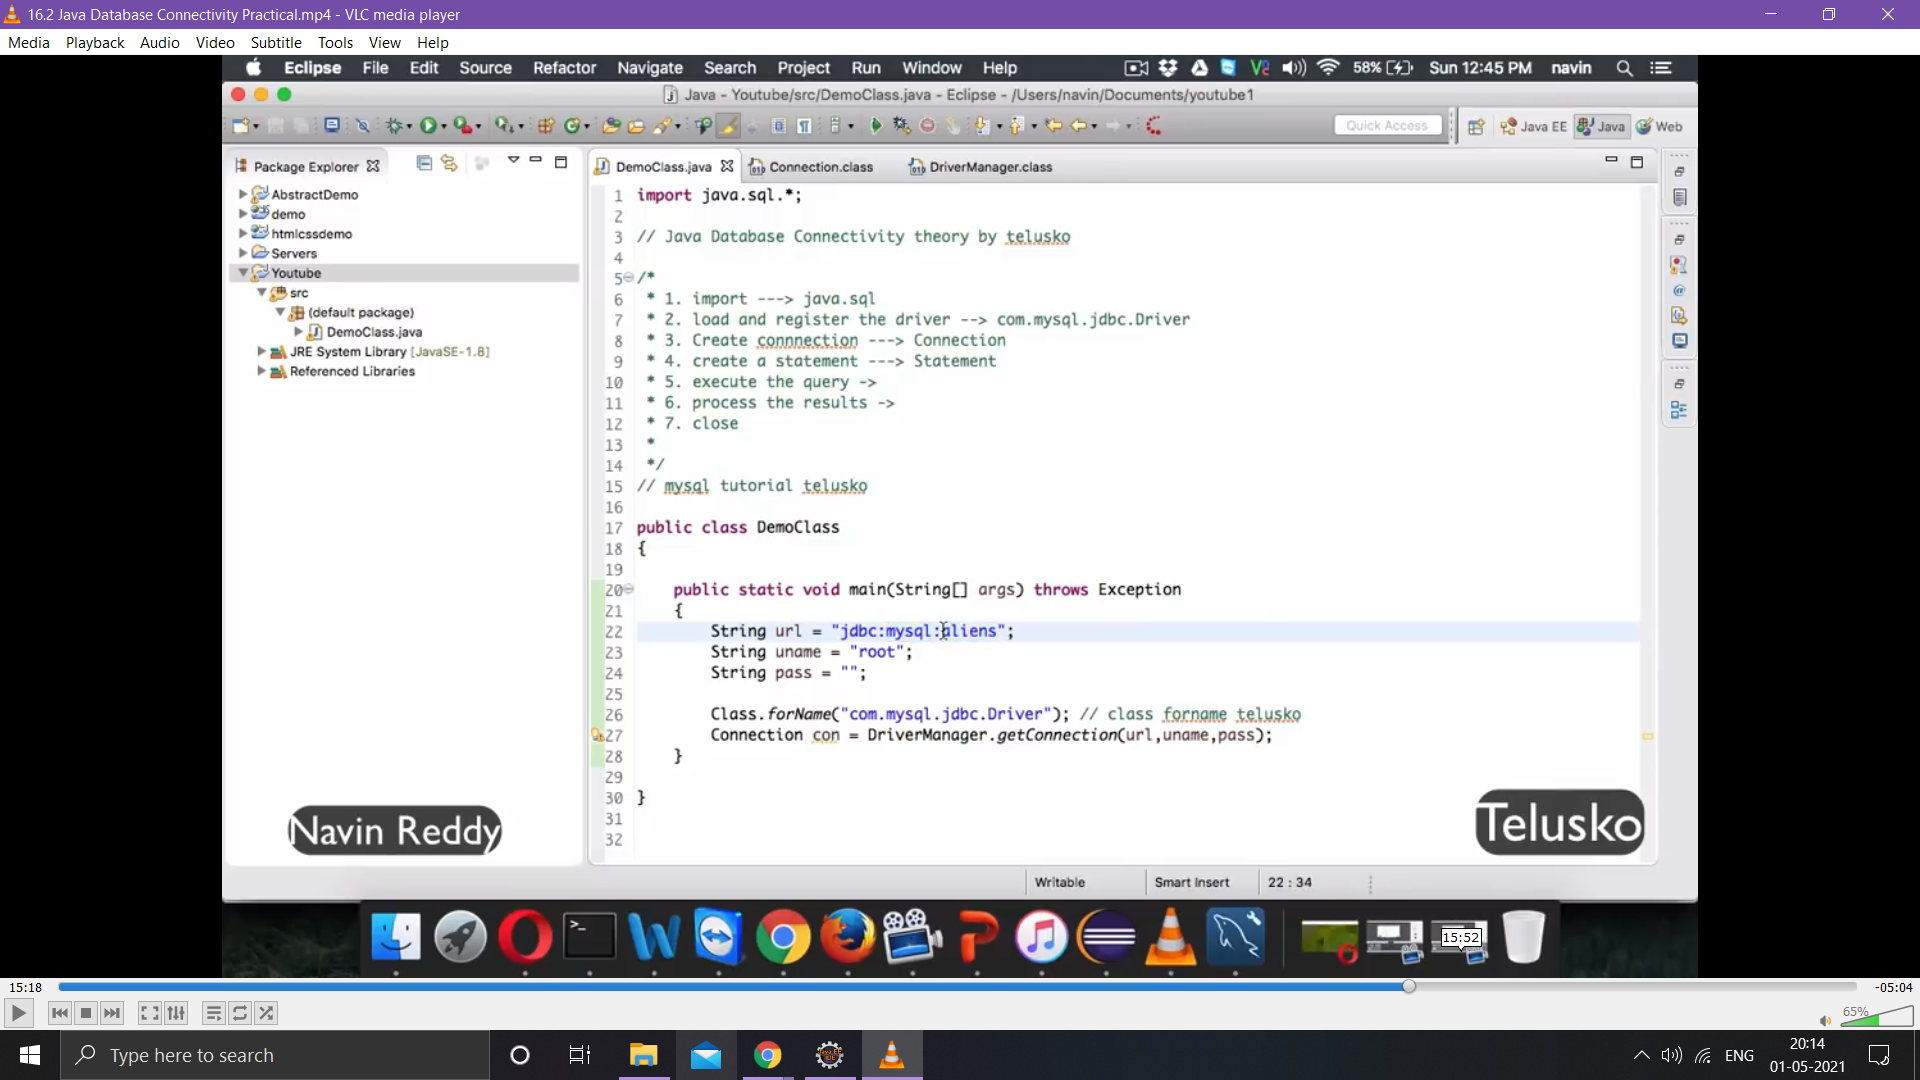 16.2 Java Database Connectivity Practical.mp4 - VLC media player
Media Playback Audio Video Subtitle Tools View Help
Eclipse File Edit Source Refactor Navigate Search Project Run Window Help 58% Sun 12:45 PM navin
Java - Youtube/src/DemoClass.java - Eclipse - /Users/navin/Documents/youtube1
Quick Access Java EE Java Web
Package Explorer
AbstractDemo
demo
htmlcssdemo
Servers
Youtube
src
(default package)
DemoClass.java
JRE System Library [JavaSE-1.8]
Referenced Libraries
DemoClass.java Connection.class DriverManager.class
1 import java.sql.*;
2
3 // Java Database Connectivity theory by telusko
4
5 /*
6 * 1. import ---> java.sql
7 * 2. load and register the driver --> com.mysql.jdbc.Driver
8 * 3. Create connnection ---> Connection
9 * 4. create a statement ---> Statement
10 * 5. execute the query ->
11 * 6. process the results ->
12 * 7. close
13 *
14 */
15 // mysql tutorial telusko
16
17 public class DemoClass
18 {
19
20 public static void main(String[] args) throws Exception
21 {
22 String url = "jdbc:mysql:aliens";
23 String uname = "root";
24 String pass = "";
25
26 Class.forName("com.mysql.jdbc.Driver"); // class forname telusko
27 Connection con = DriverManager.getConnection(url,uname,pass);
28 }
29
30 }
31
32
Navin Reddy
Telusko
Writable Smart Insert 22 : 34
15:52
15:18 -05:04
65%
Type here to search
ENG
20:14
01-05-2021